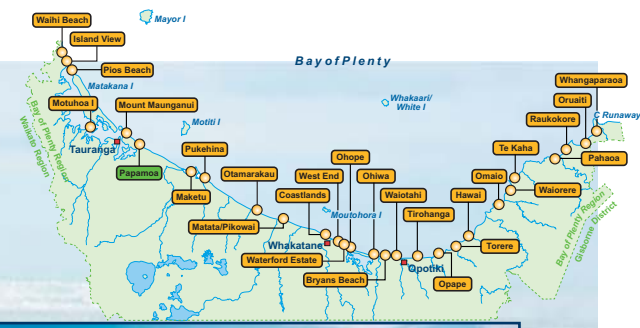 Waihi Beach
Mayor I
Island View
Bay of Plenty
Pios Beach
Whangaparaoa
Matakana I
Whakaari/
White I
Oruaiti
Motuhoa I
Mount Maunganui
C Runaway
Raukokore
Motiti I
Tauranga
Te Kaha
Pukehina
Ohope
Pahaoa
Papamoa
Otamarakau
West End
Ohiwa
Omaio
Waiorere
Maketu
Coastlands
Waiotahi
Hawai
Moutohora I
Tirohanga
Matata/Pikowai
Whakatane
Torere
Waterford Estate
Opotiki
Bryans Beach
Opape
Bay of Plenty Region
Waikato Region
Bay of Plenty Region
Gisborne District